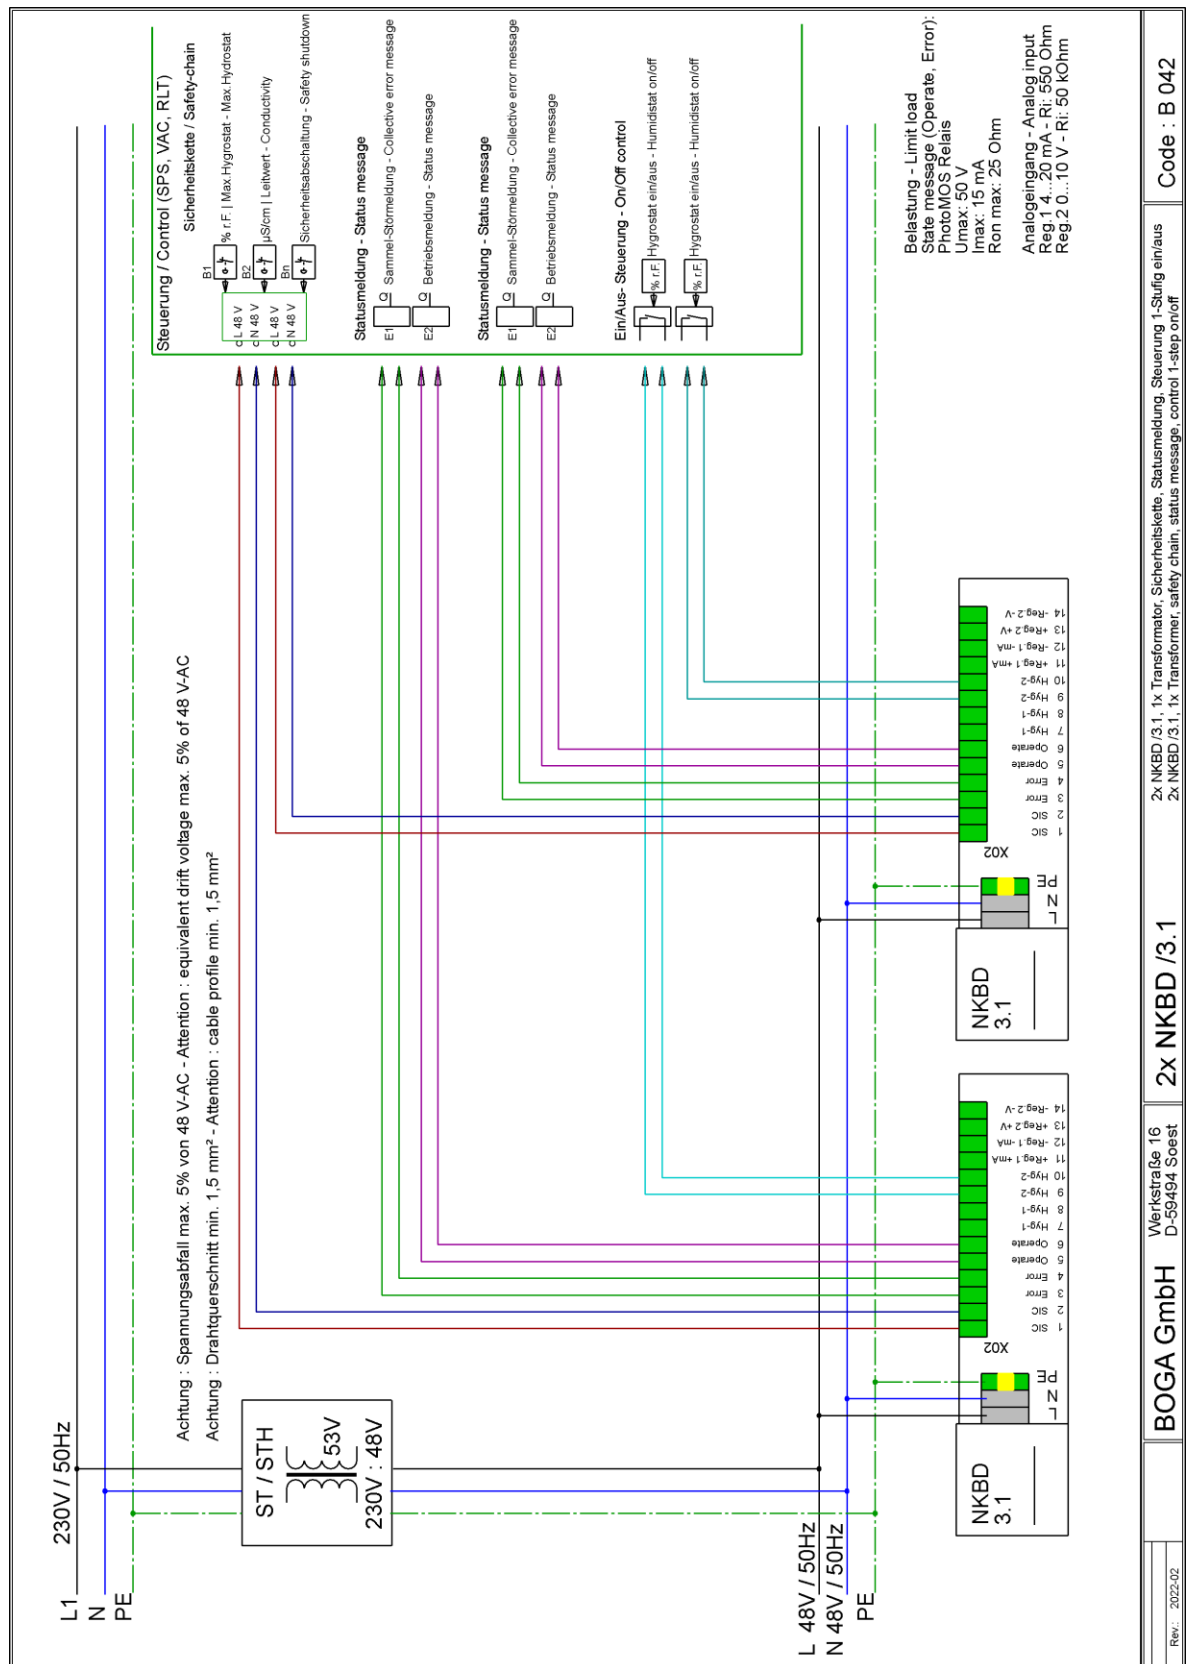 L1
230V / 50Hz
N
PE
Achtung : Spannungsabfall max. 5% von 48 V-AC - Attention : equivalent drift voltage max. 5% of 48 V-AC
Achtung : Drahtquerschnitt min. 1,5 mm² - Attention : cable profile min. 1,5 mm²
ST / STH
53V
230V : 48V
Steuerung / Control (SPS, VAC, RLT)
Sicherheitskette / Safety-chain
B1
% r.F. | Max.Hygrostat - Max.Hydrostat
B2
µS/cm | Leitwert - Conductivity
Bn
Sicherheitsabschaltung - Safety shutdown
L 48 V
N 48 V
L 48 V
N 48 V
Statusmeldung - Status message
E1
Q
Sammel-Störmeldung - Collective error message
E2
Q
Betriebsmeldung - Status message
Statusmeldung - Status message
E1
Q
Sammel-Störmeldung - Collective error message
E2
Q
Betriebsmeldung - Status message
Ein/Aus- Steuerung - On/Off control
% r.F.
Hygrostat ein/aus - Humidistat on/off
% r.F.
Hygrostat ein/aus - Humidistat on/off
L 48V / 50Hz
N 48V / 50Hz
PE
Belastung - Limit load
State message (Operate, Error):
PhotoMOS Relais
Umax: 50 V
Imax: 15 mA
Ron max: 25 Ohm
Analogeingang - Analog input
Reg.1 4...20 mA - Ri: 550 Ohm
Reg.2 0...10 V - Ri: 50 kOhm
NKBD
3.1
L
N
PE
X02
1 SIC
2 SIC
3 Error
4 Error
5 Operate
6 Operate
7 Hyg-1
8 Hyg-1
9 Hyg-2
10 Hyg-2
11 +Reg.1 +mA
12 -Reg.1 -mA
13 +Reg.2 +V
14 -Reg.2 -V
NKBD
3.1
L
N
PE
X02
1 SIC
2 SIC
3 Error
4 Error
5 Operate
6 Operate
7 Hyg-1
8 Hyg-1
9 Hyg-2
10 Hyg-2
11 +Reg.1 +mA
12 -Reg.1 -mA
13 +Reg.2 +V
14 -Reg.2 -V
Rev.: 2022-02
BOGA GmbH
Werkstraße 16
D-59494 Soest
2x NKBD /3.1
2x NKBD /3.1, 1x Transformator, Sicherheitskette, Statusmeldung, Steuerung 1-Stufig ein/aus
2x NKBD /3.1, 1x Transformer, safety chain, status message, control 1-step on/off
Code : B 042